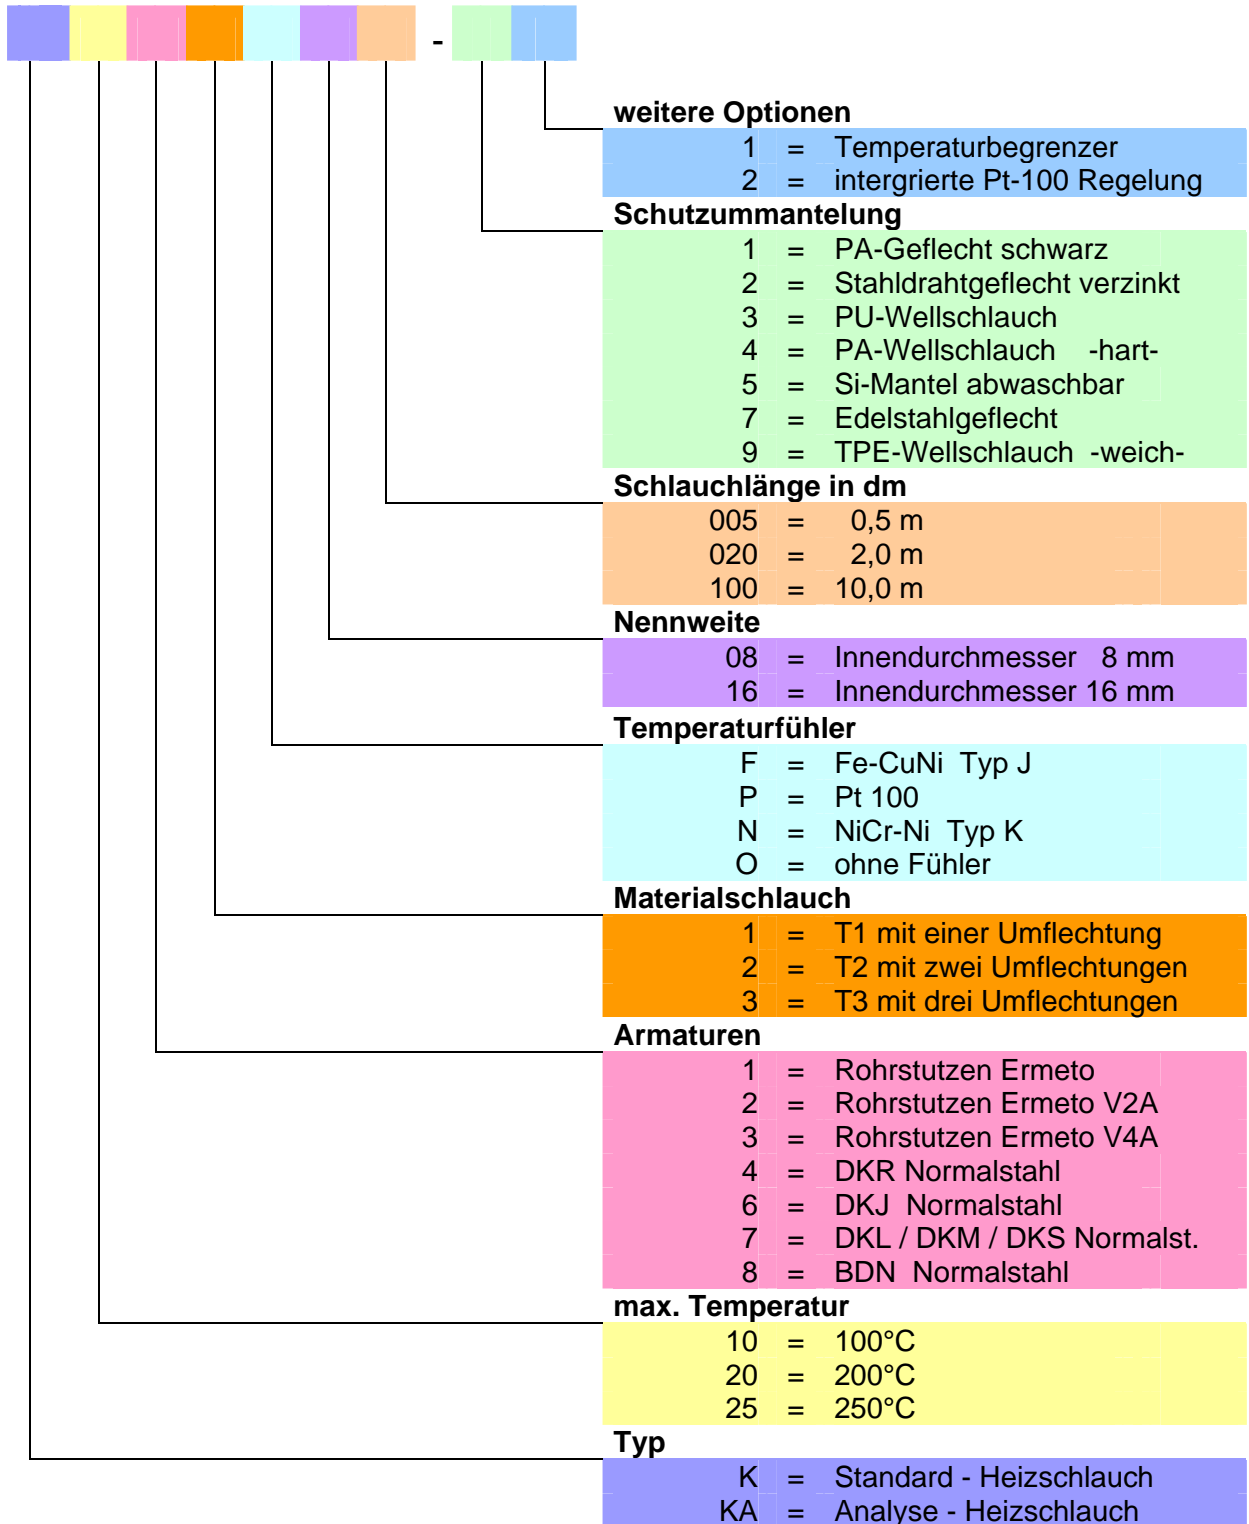 -
weitere Optionen
1 = Temperaturbegrenzer
2 = intergrierte Pt-100 Regelung
Schutzummantelung
1 = PA-Geflecht schwarz
2 = Stahldrahtgeflecht verzinkt
3 = PU-Wellschlauch
4 = PA-Wellschlauch -hart-
5 = Si-Mantel abwaschbar
7 = Edelstahlgeflecht
9 = TPE-Wellschlauch -weich-
Schlauchlänge in dm
005 = 0,5 m
020 = 2,0 m
100 = 10,0 m
Nennweite
08 = Innendurchmesser 8 mm
16 = Innendurchmesser 16 mm
Temperaturfühler
F = Fe-CuNi Typ J
P = Pt 100
N = NiCr-Ni Typ K
O = ohne Fühler
Materialschlauch
1 = T1 mit einer Umflechtung
2 = T2 mit zwei Umflechtungen
3 = T3 mit drei Umflechtungen
Armaturen
1 = Rohrstutzen Ermeto
2 = Rohrstutzen Ermeto V2A
3 = Rohrstutzen Ermeto V4A
4 = DKR Normalstahl
6 = DKJ Normalstahl
7 = DKL / DKM / DKS Normalst.
8 = BDN Normalstahl
max. Temperatur
10 = 100°C
20 = 200°C
25 = 250°C
Typ
K = Standard - Heizschlauch
KA = Analyse - Heizschlauch